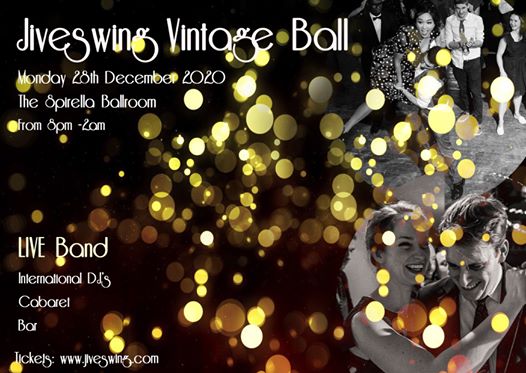 Jiveswing Vintage Ball
Monday 28th December 2020
The Spirella Ballroom
From 8pm -2am
LIVE Band
International DJ's
Cabaret
Bar
Tickets: www.jiveswing.com